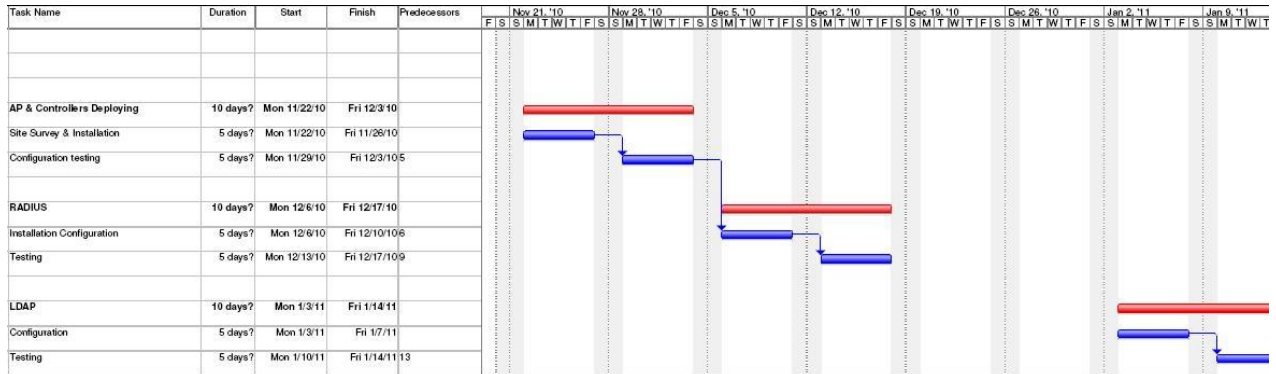 Task Name Duration Start Finish Predecessors Nov 21, '10 Nov 28, '10 Dec 5, '10 Dec 12, '10 Dec 19, '10 Dec 26, '10 Jan 2, '11 Jan 9, '11
F S S M T W T F S S M T W T F S S M T W T F S S M T W T F S S M T W T F S S M T W T F S S M T W T F S S M T W T
AP & Controllers Deploying 10 days? Mon 11/22/10 Fri 12/3/10
Site Survey & Installation 5 days? Mon 11/22/10 Fri 11/26/10
Configuration testing 5 days? Mon 11/29/10 Fri 12/3/10 5
RADIUS 10 days? Mon 12/6/10 Fri 12/17/10
Installation Configuration 5 days? Mon 12/6/10 Fri 12/10/10 6
Testing 5 days? Mon 12/13/10 Fri 12/17/10 9
LDAP 10 days? Mon 1/3/11 Fri 1/14/11
Configuration 5 days? Mon 1/3/11 Fri 1/7/11
Testing 5 days? Mon 1/10/11 Fri 1/14/11 13